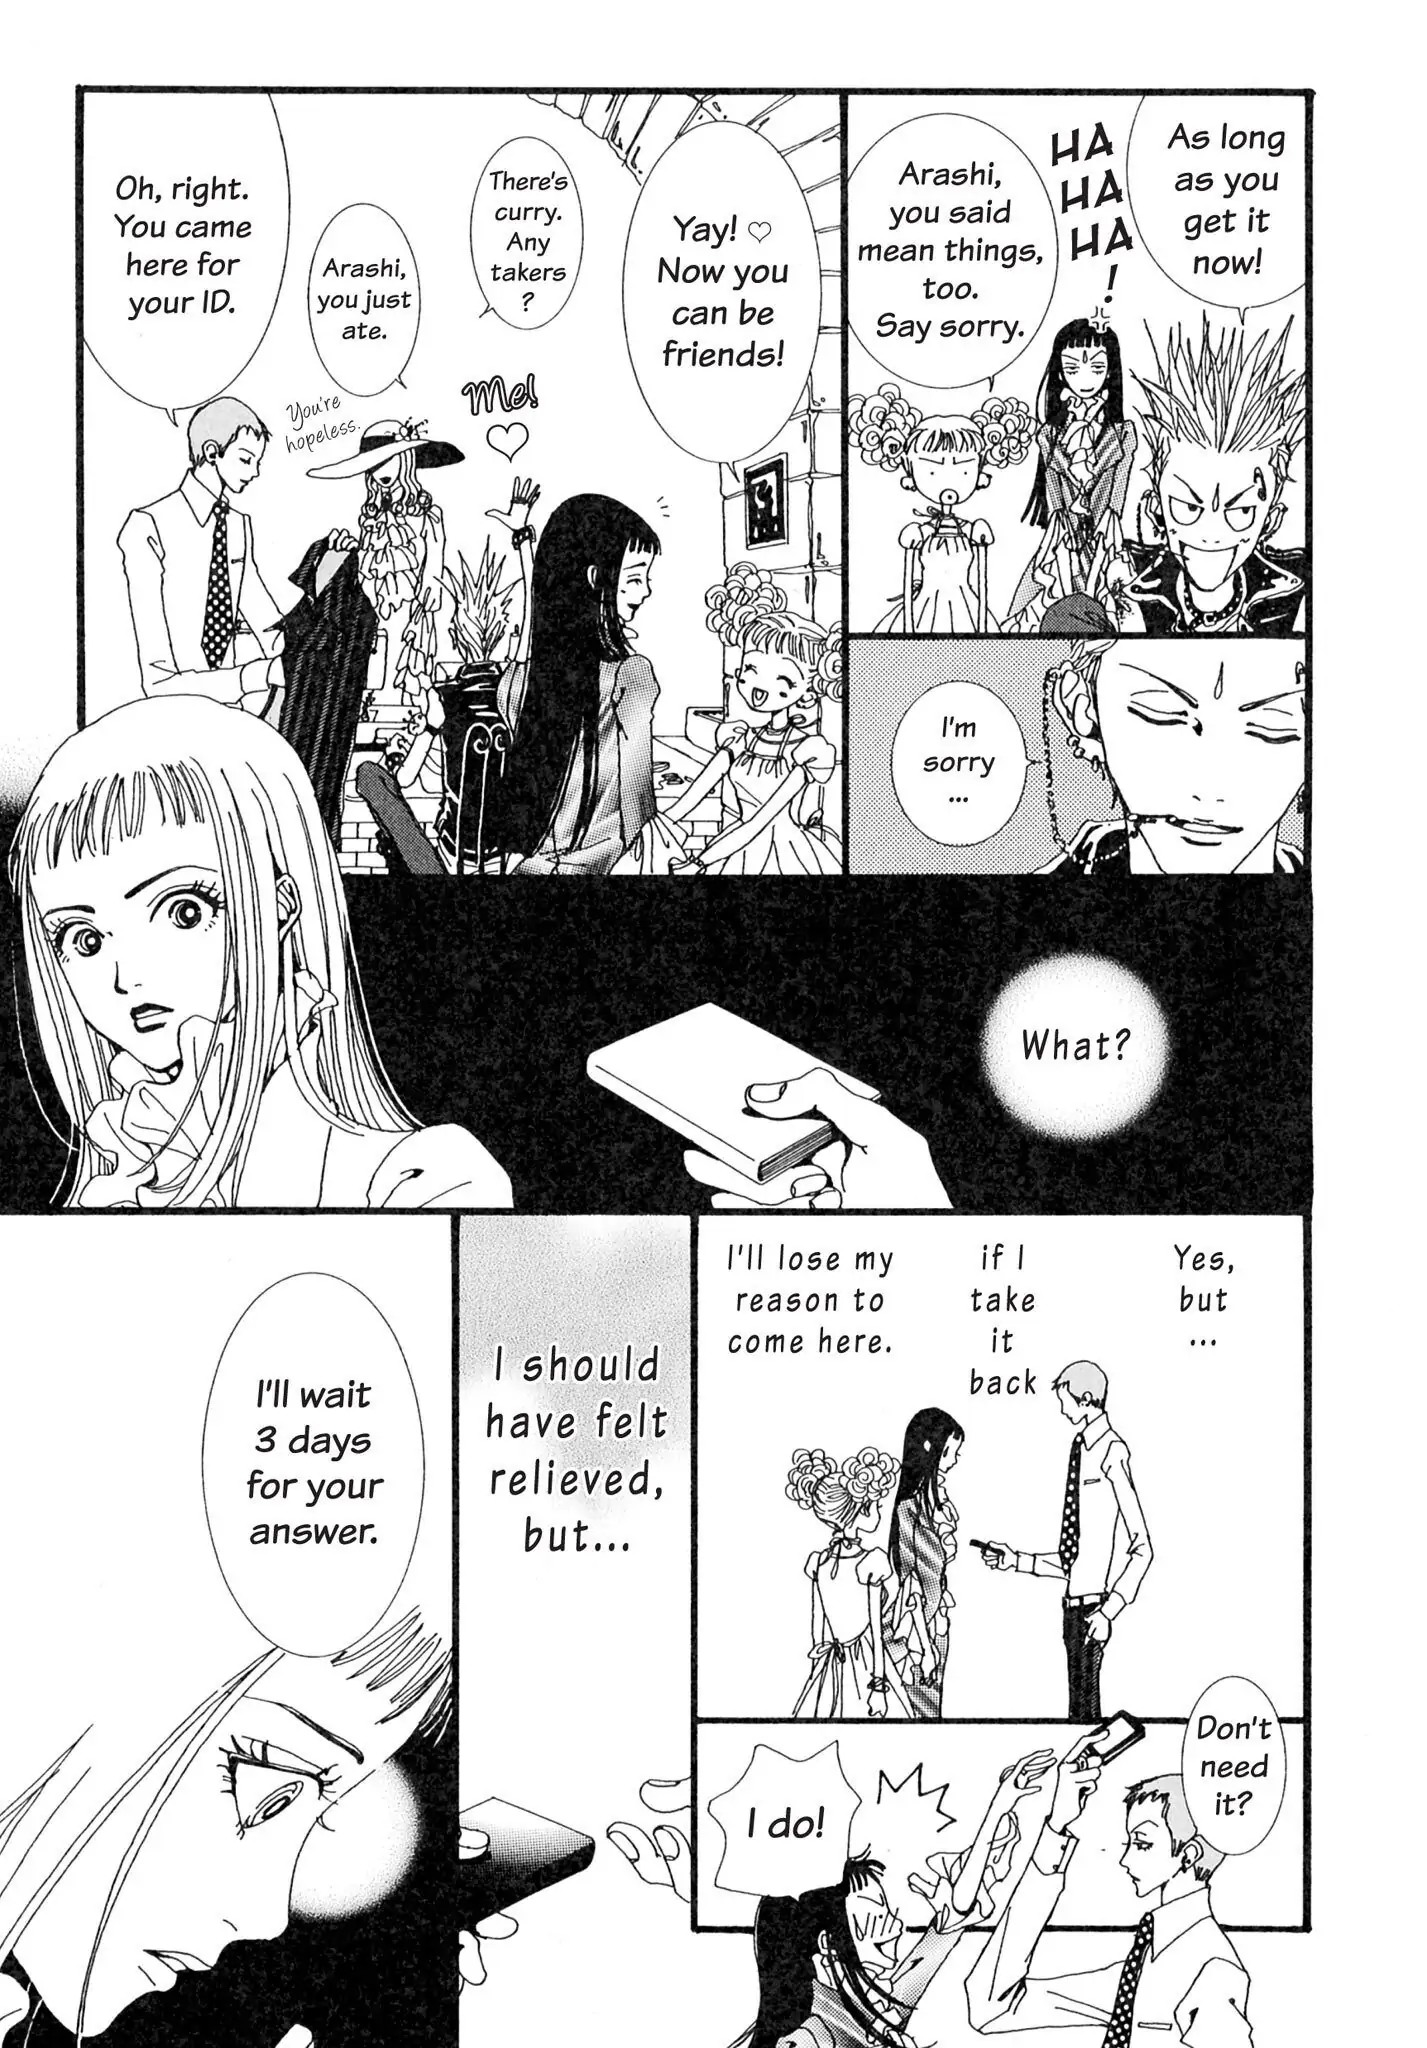 As long
as you
get it
now!
HA
HA
HA
!
Arashi,
you said
mean things,
too.
Say sorry.
I'm
sorry
...
Yay! ♡
Now you
can be
friends!
There's
curry.
Any
takers
?
Me!
♡
Arashi,
you just
ate.
You're
hopeless.
Oh, right.
You came
here for
your ID.
What?
Yes,
but
...
if I
take
it
back
I'll lose my
reason to
come here.
Don't
need
it?
I do!
I should
have felt
relieved,
but...
I'll wait
3 days
for your
answer.